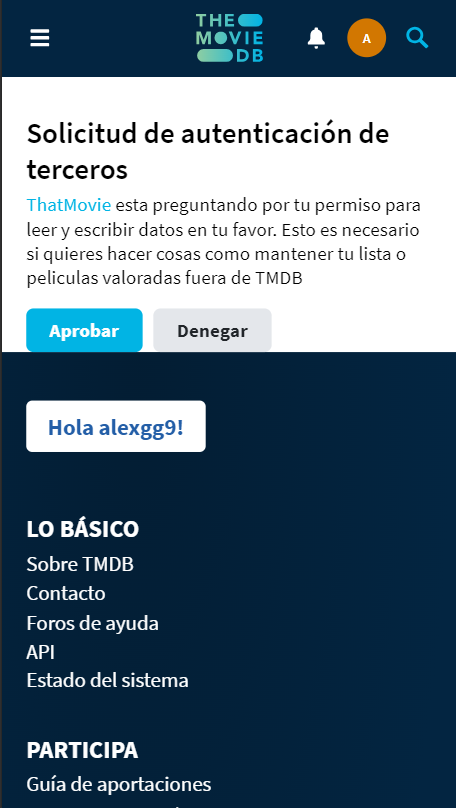 THE
MOVIE
DB
A
Solicitud de autenticación de
terceros
ThatMovie esta preguntando por tu permiso para
leer y escribir datos en tu favor. Esto es necesario
si quieres hacer cosas como mantener tu lista o
peliculas valoradas fuera de TMDB
Aprobar Denegar
Hola alexgg9!
LO BÁSICO
Sobre TMDB
Contacto
Foros de ayuda
API
Estado del sistema
PARTICIPA
Guía de aportaciones